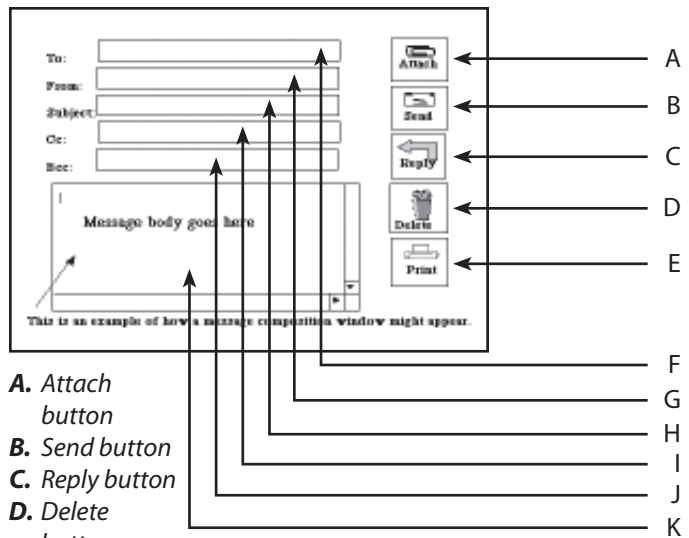 To:
Attach
A
From:
Subject:
Send
B
Cc:
Reply
C
Bcc:
Message body goes here
Delete
D
Print
E
This is an example of how a message composition window might appear.
F
G
H
I
J
K
A. Attach
button
B. Send button
C. Reply button
D. Delete